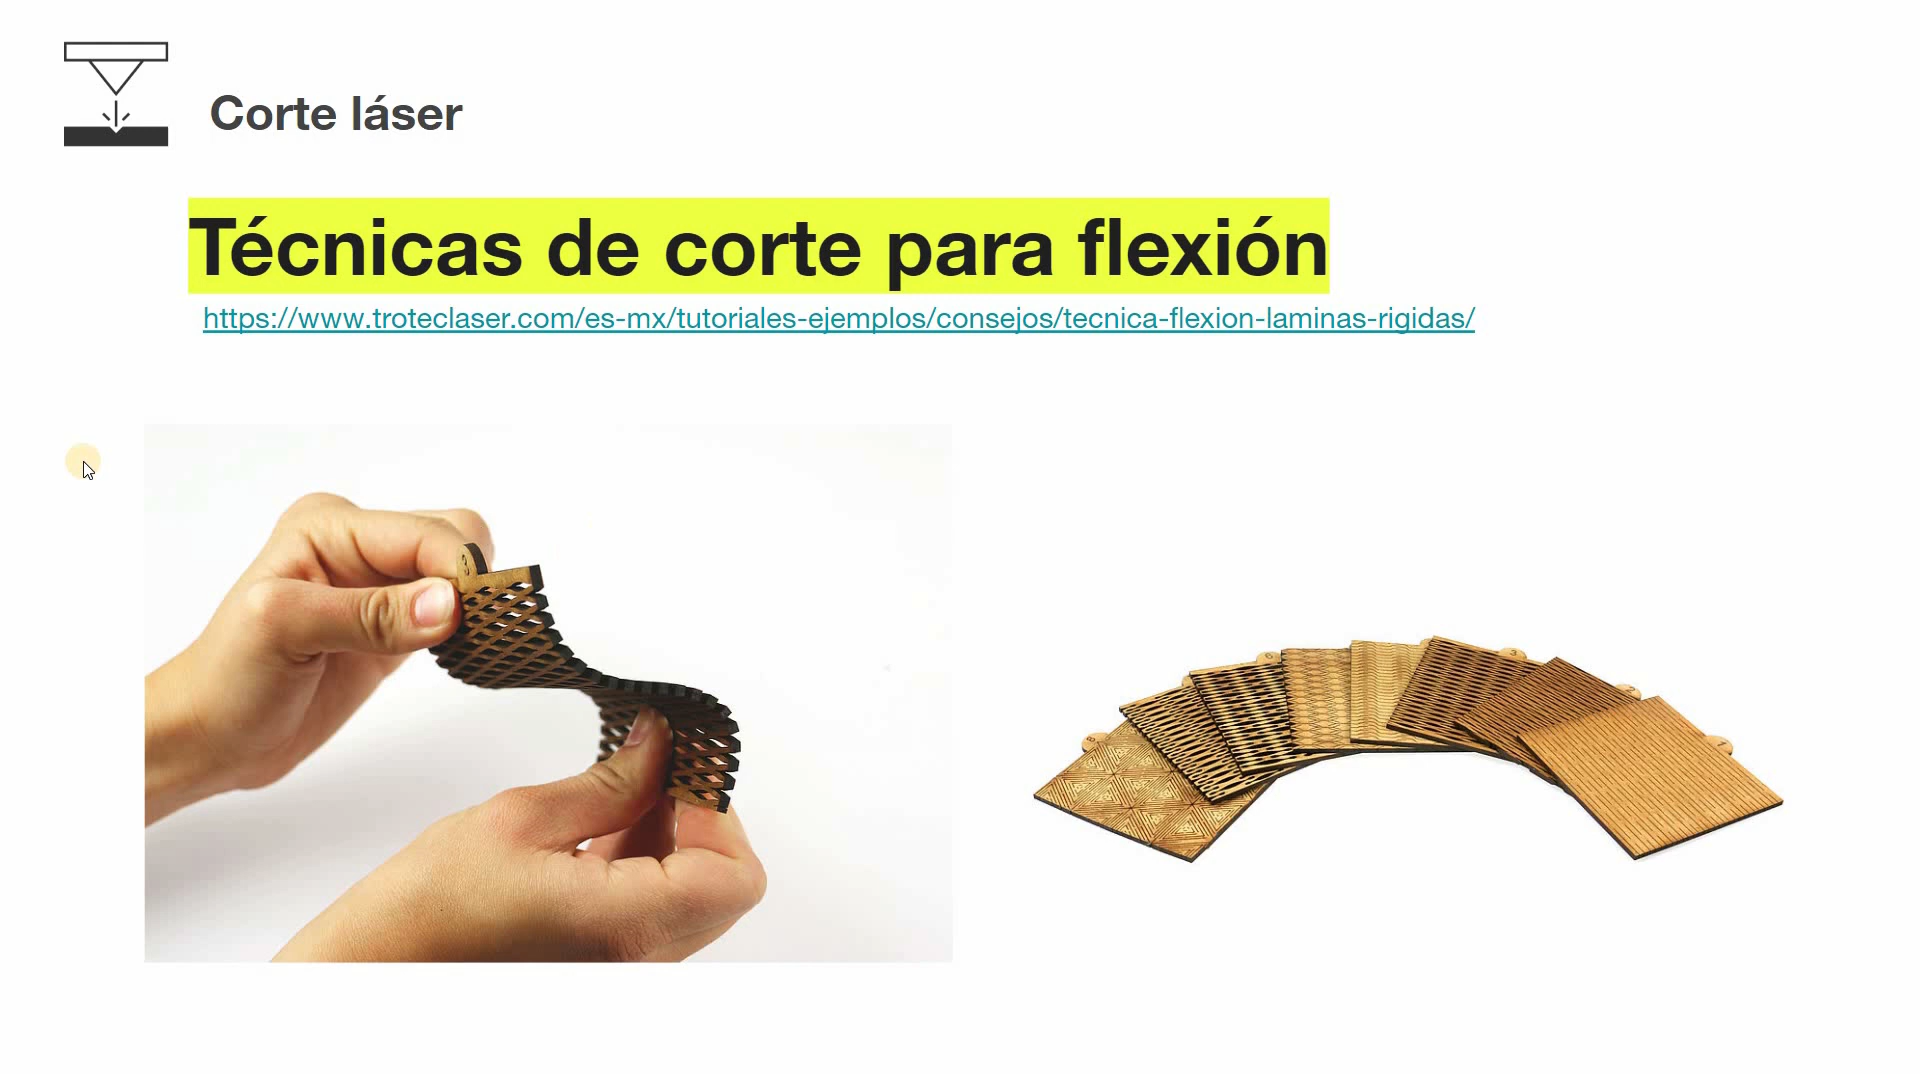 Corte láser
Técnicas de corte para flexión
https://www.troteclaser.com/es-mx/tutoriales-ejemplos/consejos/tecnica-flexion-laminas-rigidas/